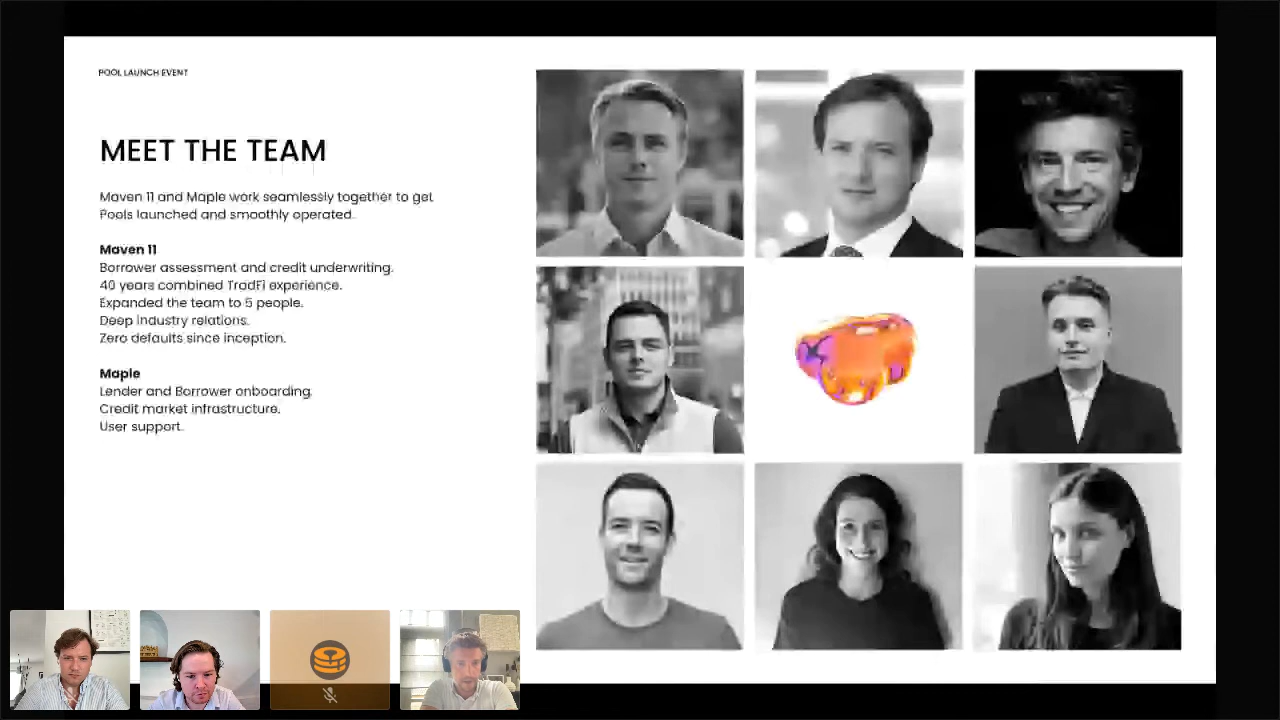 POOL LAUNCH EVENT
MEET THE TEAM
Maven 11 and Maple work seamlessly together to get
Pools launched and smoothly operated.
Maven 11
Borrower assessment and credit underwriting.
40 years combined TradFi experience.
Expanded the team to 5 people.
Deep industry relations.
Zero defaults since inception.
Maple
Lender and Borrower onboarding.
Credit market infrastructure.
User support.